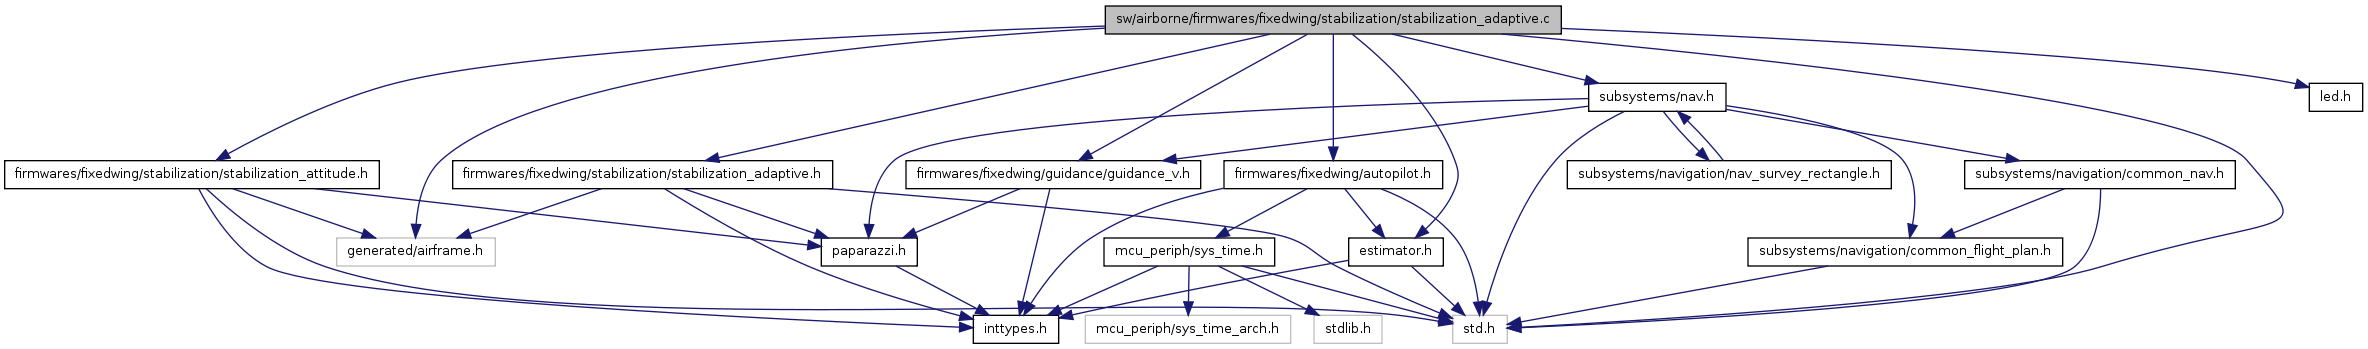 sw/airborne/firmwares/fixedwing/stabilization/stabilization_adaptive.c
subsystems/nav.h
led.h
firmwares/fixedwing/stabilization/stabilization_attitude.h
firmwares/fixedwing/stabilization/stabilization_adaptive.h
firmwares/fixedwing/guidance/guidance_v.h
firmwares/fixedwing/autopilot.h
subsystems/navigation/nav_survey_rectangle.h
subsystems/navigation/common_nav.h
generated/airframe.h
paparazzi.h
mcu_periph/sys_time.h
estimator.h
subsystems/navigation/common_flight_plan.h
inttypes.h
mcu_periph/sys_time_arch.h
stdlib.h
std.h